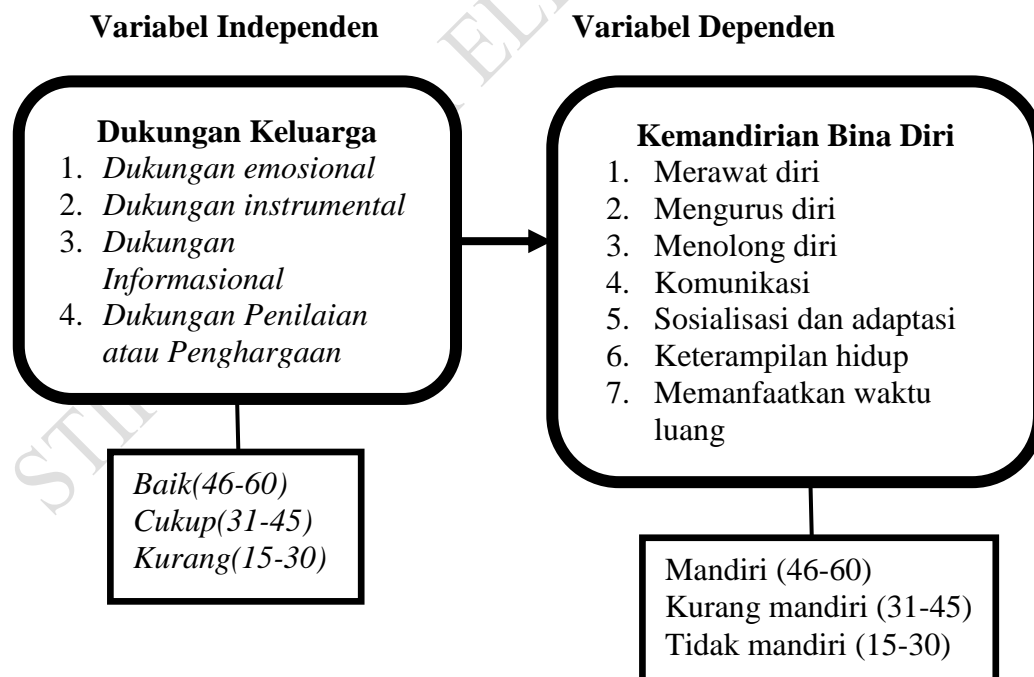 Variabel Independen
Variabel Dependen
Dukungan Keluarga
1. Dukungan emosional
2. Dukungan instrumental
3. Dukungan
Informasional
4. Dukungan Penilaian
atau Penghargaan
Kemandirian Bina Diri
1. Merawat diri
2. Mengurus diri
3. Menolong diri
4. Komunikasi
5. Sosialisasi dan adaptasi
6. Keterampilan hidup
7. Memanfaatkan waktu
luang
Baik(46-60)
Cukup(31-45)
Kurang(15-30)
Mandiri (46-60)
Kurang mandiri (31-45)
Tidak mandiri (15-30)